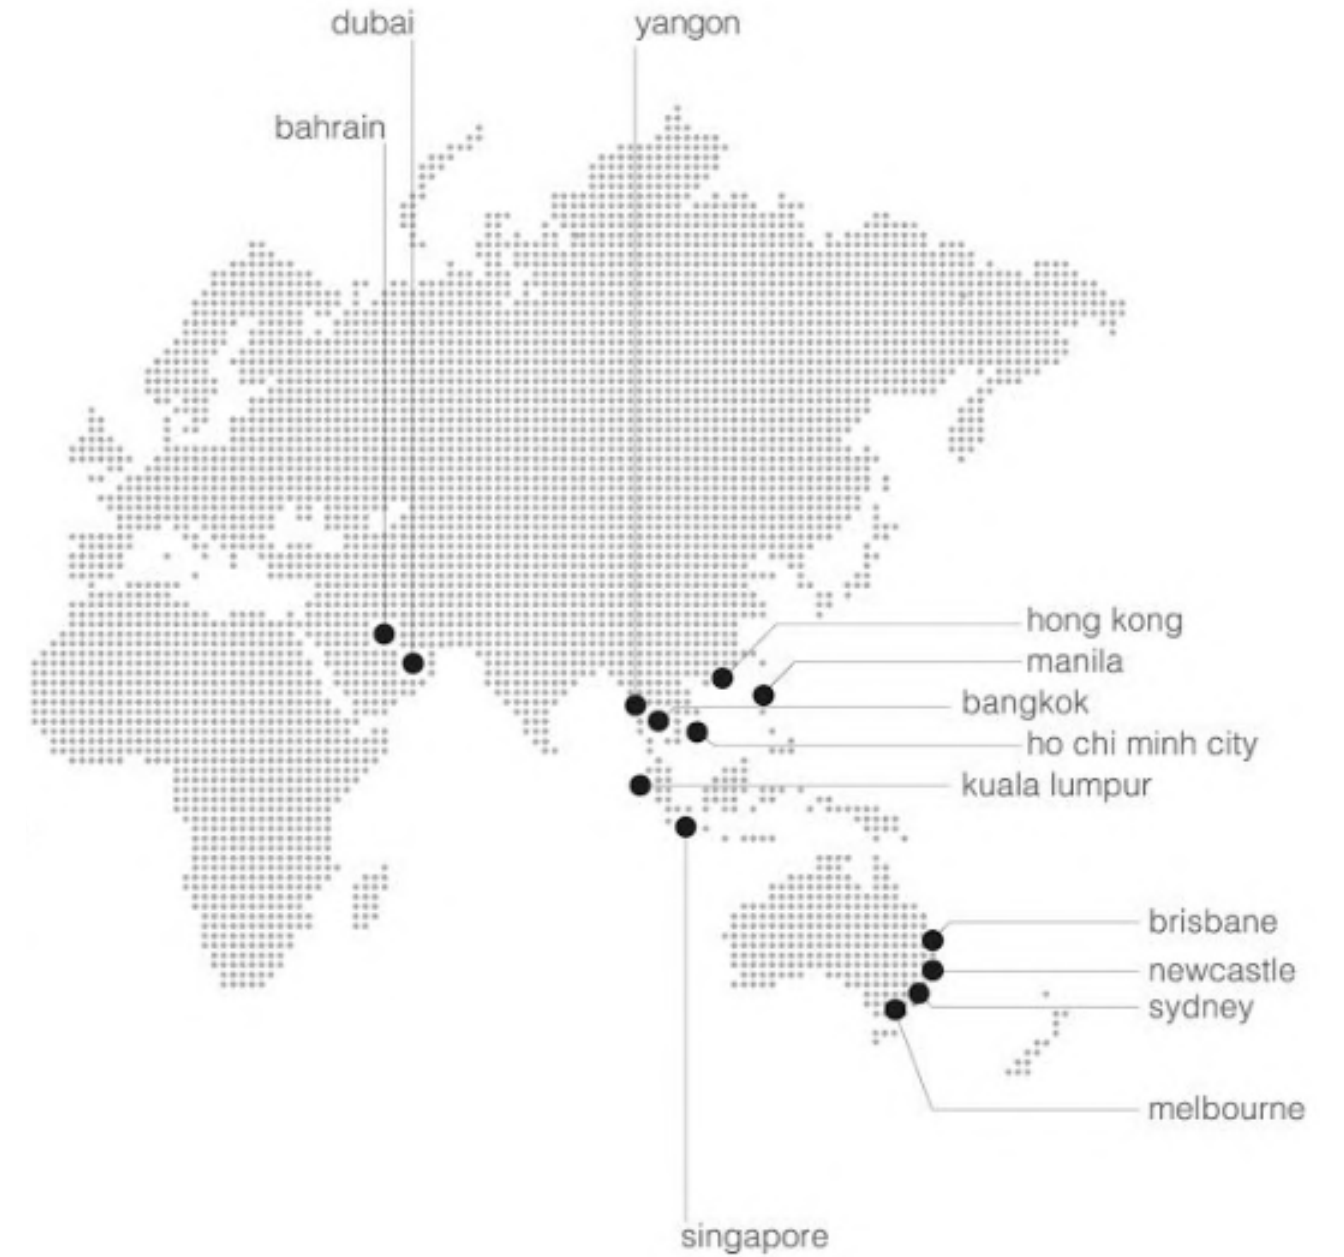 dubai
yangon
bahrain
hong kong
manila
bangkok
ho chi minh city
kuala lumpur
brisbane
newcastle
sydney
melbourne
singapore